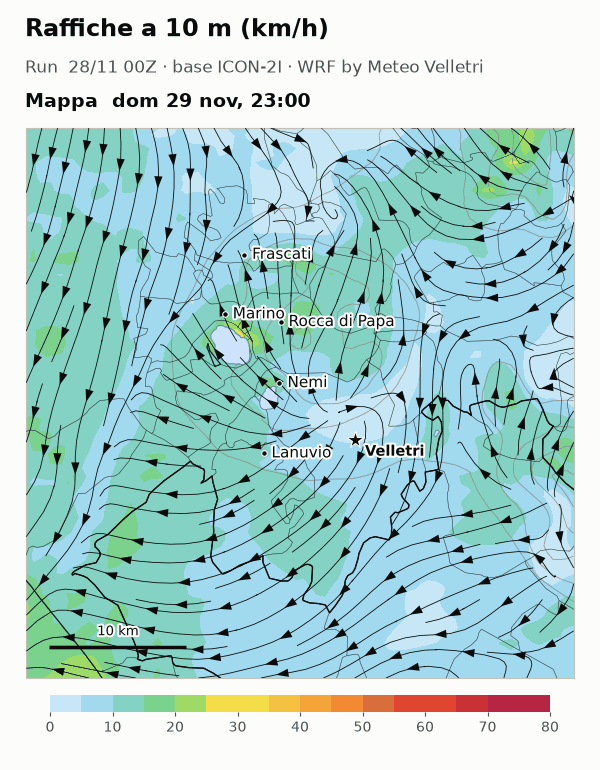 Raffiche a 10 m (km/h)
Run  28/11 00Z · base ICON-2I · WRF by Meteo Velletri
Mappa  dom 29 nov, 23:00
Frascati
Marino
Rocca di Papa
Nemi
Velletri
Lanuvio
10 km
0 10 20 30 40 50 60 70 80